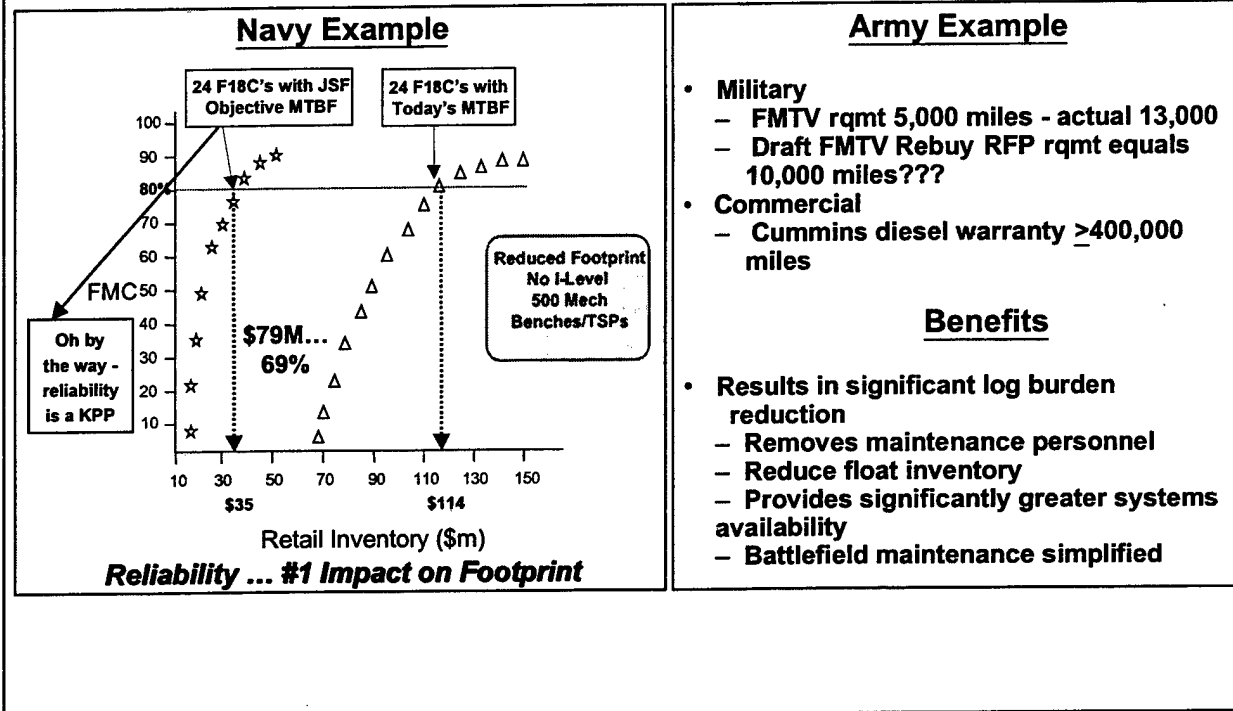 Navy Example
24 F18C's with JSF
Objective MTBF
24 F18C's with
Today's MTBF
100
90
80%
70
60
FMC 50
40
30
20
10
$79M...
69%
Reduced Footprint
No I-Level
500 Mech
Benches/TSPs
Oh by
the way -
reliability
is a KPP
10 30 50 70 90 110 130 150
$35 $114
Retail Inventory ($m)
Reliability ... #1 Impact on Footprint
Army Example
• Military
– FMTV rqmt 5,000 miles - actual 13,000
– Draft FMTV Rebuy RFP rqmt equals
10,000 miles???
• Commercial
– Cummins diesel warranty ≥400,000
miles
Benefits
• Results in significant log burden
reduction
– Removes maintenance personnel
– Reduce float inventory
– Provides significantly greater systems
availability
– Battlefield maintenance simplified